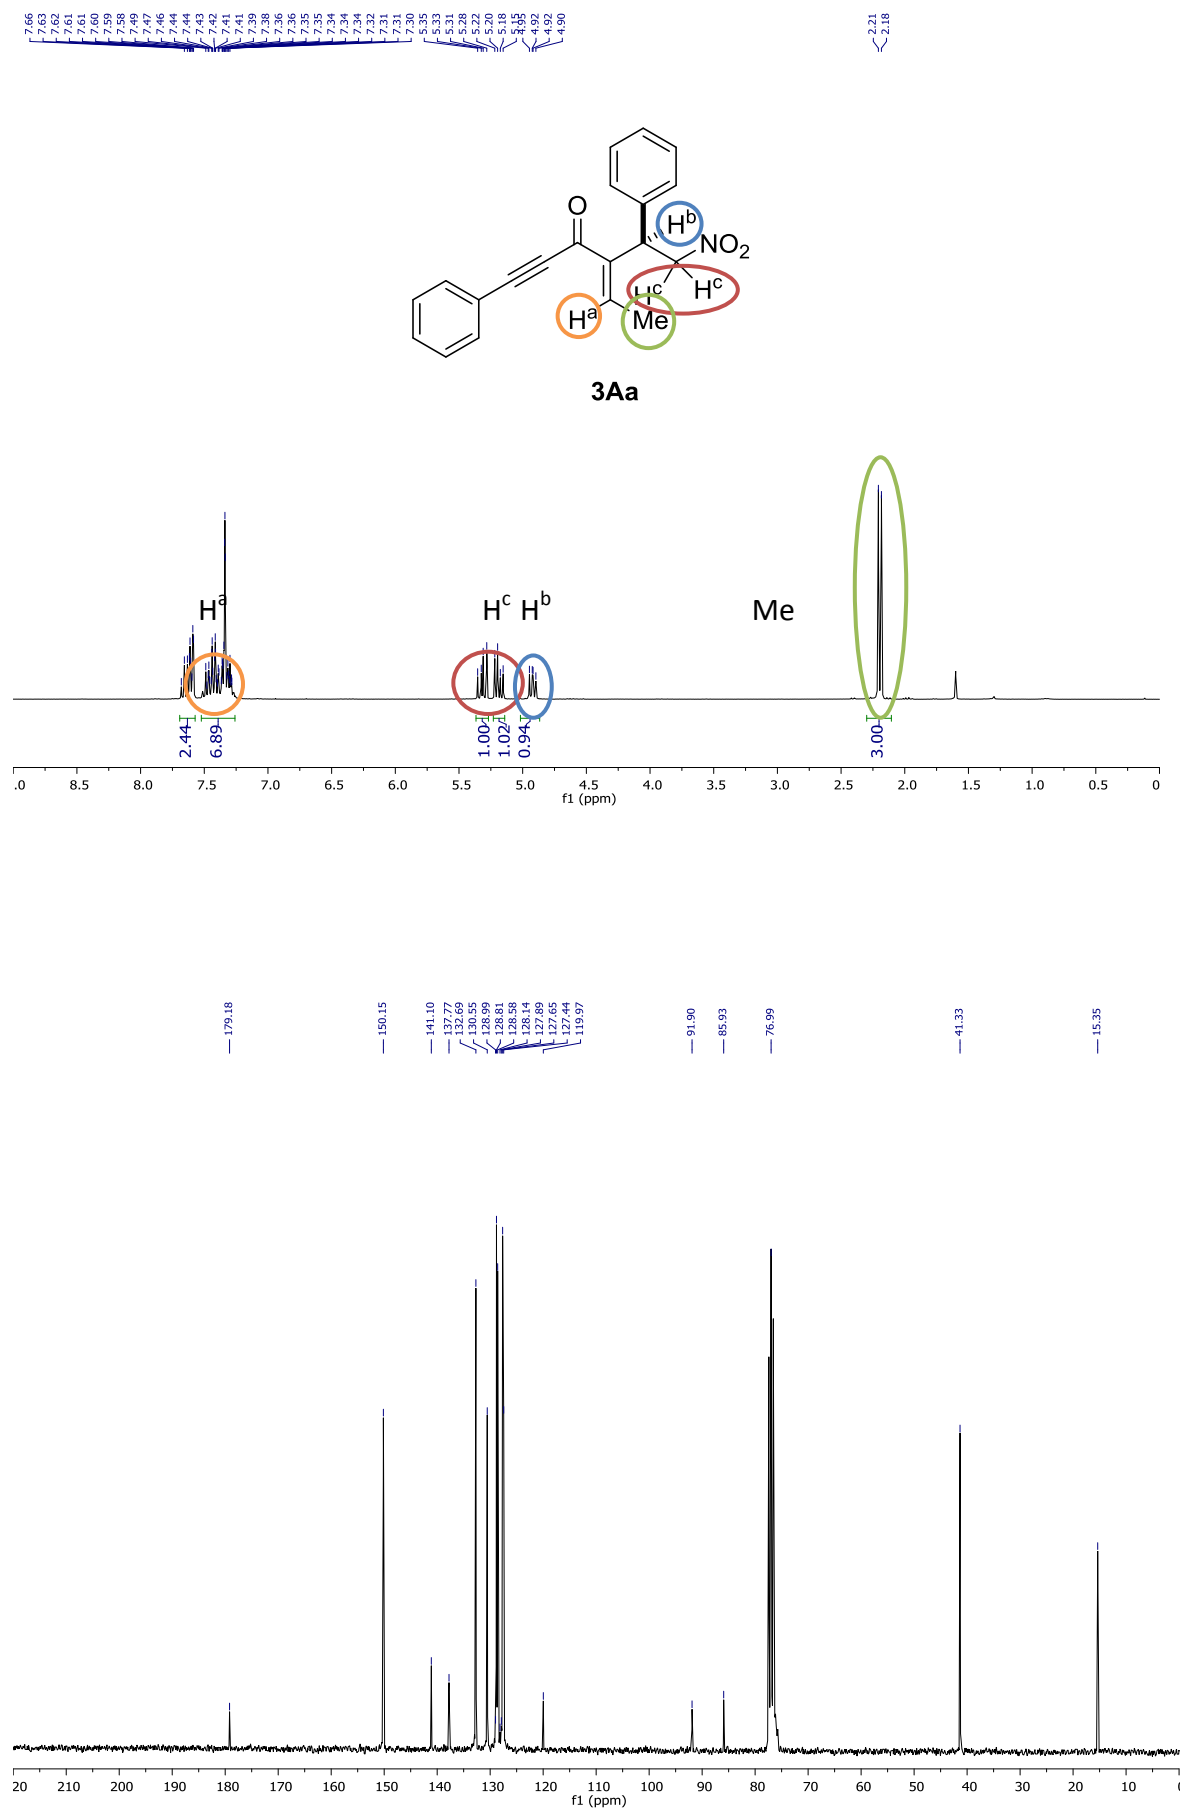 7.66 7.63 7.62 7.61 7.61 7.60 7.59 7.58 7.49 7.47 7.46 7.44 7.44 7.43 7.42 7.41 7.41 7.39 7.38 7.36 7.36 7.35 7.35 7.34 7.34 7.34 7.32 7.31 7.31 7.30 5.35 5.33 5.31 5.28 5.22 5.20 5.18 5.15 4.95 4.92 4.92 4.90 2.21 2.18
O
Hᵇ
NO₂
Hᶜ Hᶜ
Hᵃ Me
3Aa
Hᵃ Hᶜ Hᵇ Me
2.44 6.89 1.00 1.02 0.94 3.00
.0 8.5 8.0 7.5 7.0 6.5 6.0 5.5 5.0 4.5 4.0 3.5 3.0 2.5 2.0 1.5 1.0 0.5 0
f1 (ppm)
179.18 150.15 141.10 137.77 132.69 130.55 128.99 128.81 128.58 128.14 127.89 127.65 127.44 119.97 91.90 85.93 76.99 41.33 15.35
20 210 200 190 180 170 160 150 140 130 120 110 100 90 80 70 60 50 40 30 20 10 0
f1 (ppm)